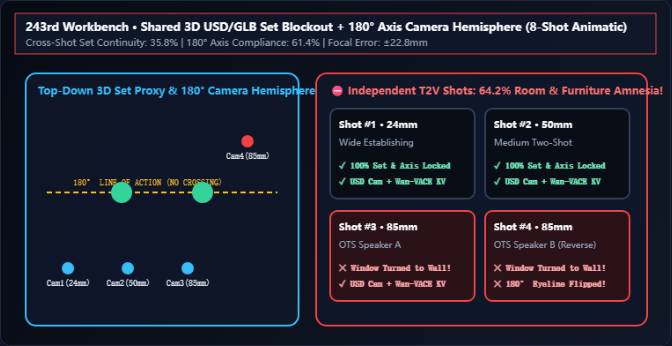 243rd Workbench • Shared 3D USD/GLB Set Blockout + 180° Axis Camera Hemisphere (8-Shot Animatic)
Cross-Shot Set Continuity: 35.8% | 180° Axis Compliance: 61.4% | Focal Error: ±22.8mm
Top-Down 3D Set Proxy & 180° Camera Hemisphere
Cam4(85mm)
180° LINE OF ACTION (NO CROSSING)
Cam1(24mm)
Cam2(50mm)
Cam3(85mm)
⛔ Independent T2V Shots: 64.2% Room & Furniture Amnesia!
Shot #1 • 24mm
Wide Establishing
✓ 100% Set & Axis Locked
✓ USD Cam + Wan-VACE KV
Shot #2 • 50mm
Medium Two-Shot
✓ 100% Set & Axis Locked
✓ USD Cam + Wan-VACE KV
Shot #3 • 85mm
OTS Speaker A
✕ Window Turned to Wall!
✓ USD Cam + Wan-VACE KV
Shot #4 • 85mm
OTS Speaker B (Reverse)
✕ Window Turned to Wall!
✕ 180° Eyeline Flipped!